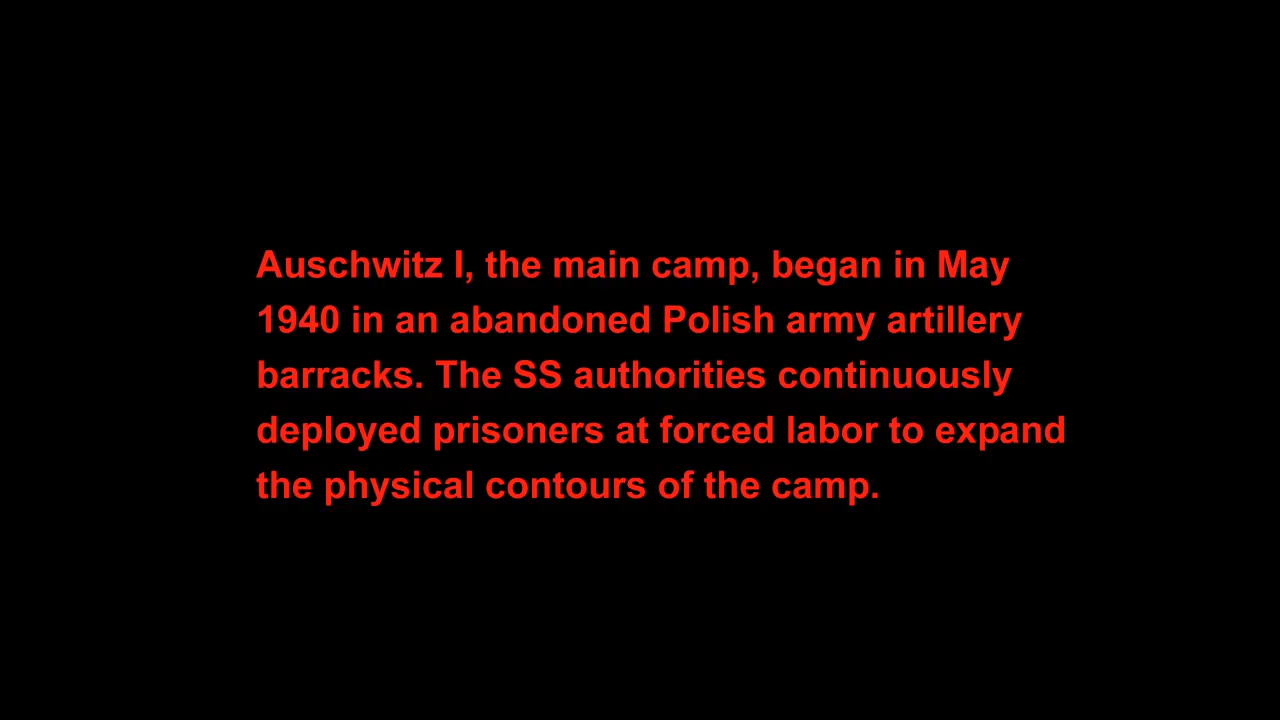 Auschwitz I, the main camp, began in May
1940 in an abandoned Polish army artillery
barracks. The SS authorities continuously
deployed prisoners at forced labor to expand
the physical contours of the camp.